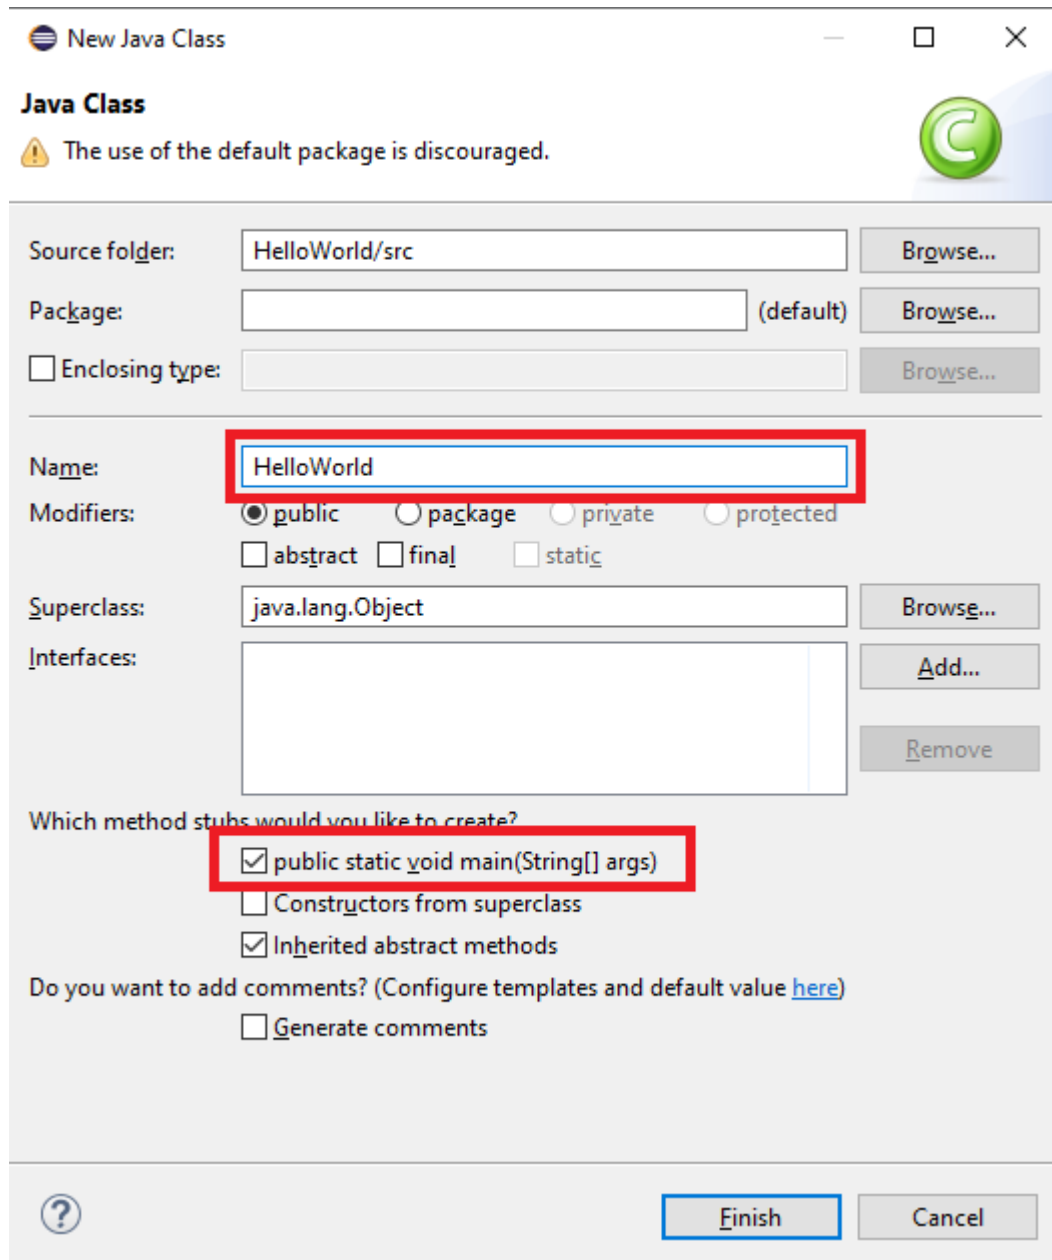 New Java Class
Java Class
The use of the default package is discouraged.
Source folder: HelloWorld/src Browse...
Package: (default) Browse...
Enclosing type: Browse...
Name: HelloWorld
Modifiers: public package private protected
abstract final static
Superclass: java.lang.Object Browse...
Interfaces: Add...
Remove
Which method stubs would you like to create?
public static void main(String[] args)
Constructors from superclass
Inherited abstract methods
Do you want to add comments? (Configure templates and default value here)
Generate comments
? Finish Cancel